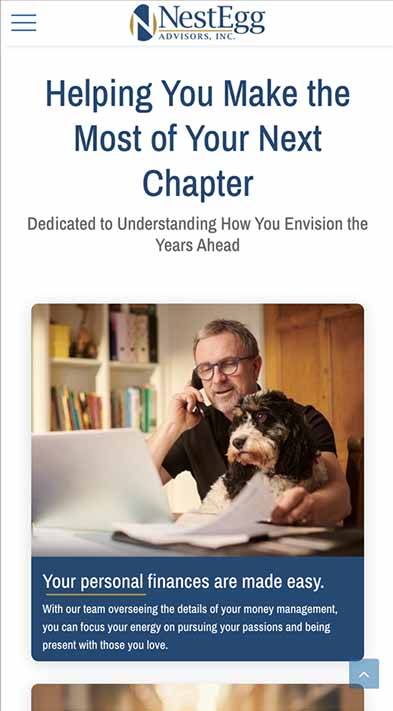 NestEgg
ADVISORS, INC.
Helping You Make the
Most of Your Next
Chapter
Dedicated to Understanding How You Envision the
Years Ahead
Your personal finances are made easy.
With our team overseeing the details of your money management,
you can focus your energy on pursuing your passions and being
present with those you love.